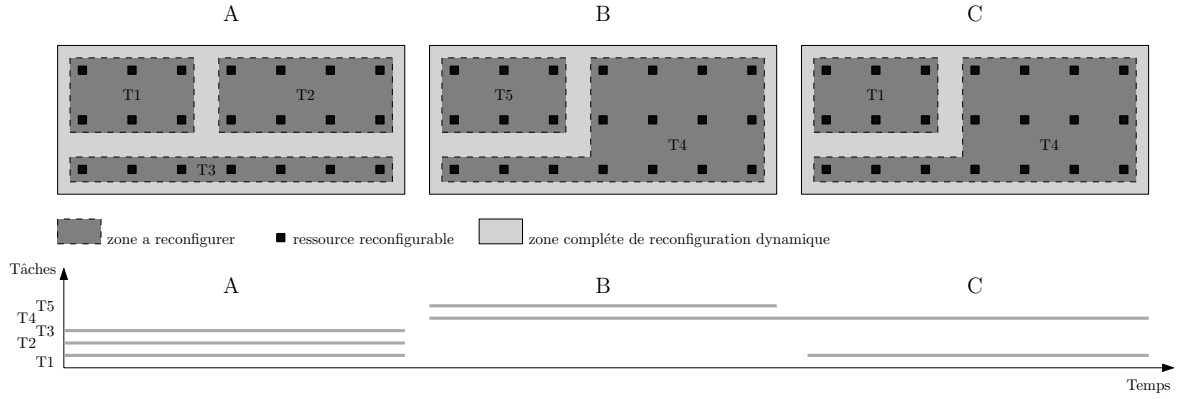 A B C
T1 T2 T5 T1
T4 T4
T3
zone a reconfigurer ressource reconfigurable zone compléte de reconfiguration dynamique
Tâches
A B C
T5
T4
T3
T2
T1
Temps